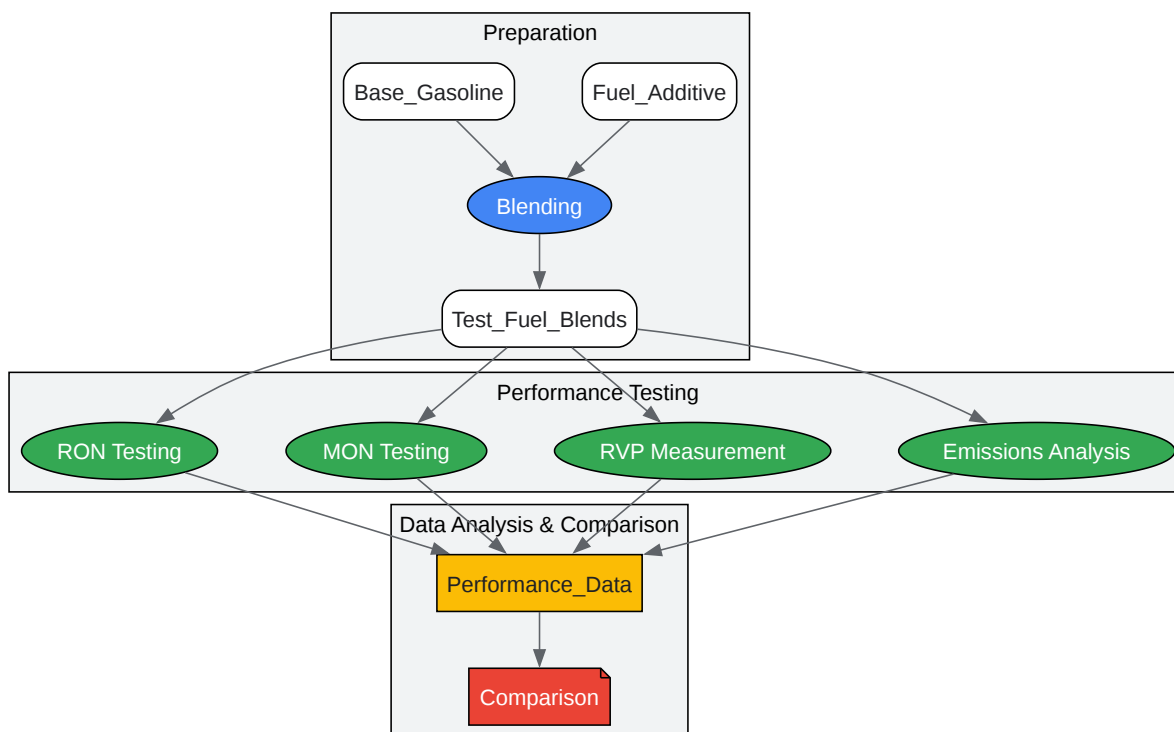 Preparation
Base_Gasoline
Fuel_Additive
Blending
Test_Fuel_Blends
Performance Testing
RON Testing
MON Testing
RVP Measurement
Emissions Analysis
Data Analysis & Comparison
Performance_Data
Comparison